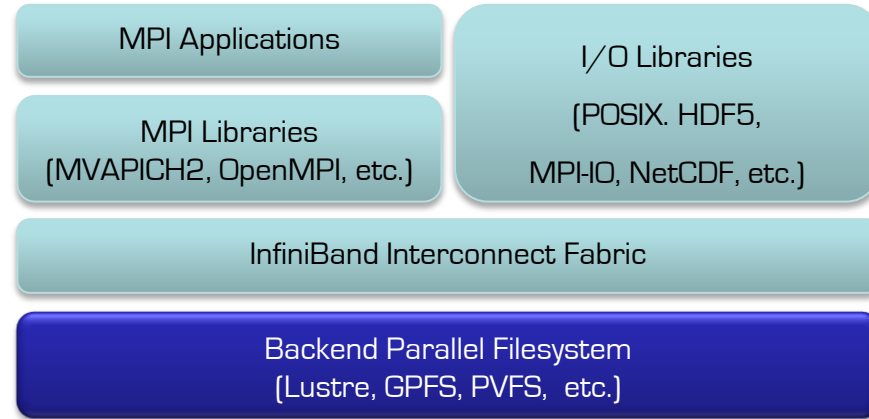 MPI Applications
MPI Libraries
(MVAPICH2, OpenMPI, etc.)
I/O Libraries
(POSIX. HDF5,
MPI-IO, NetCDF, etc.)
InfiniBand Interconnect Fabric
Backend Parallel Filesystem
(Lustre, GPFS, PVFS, etc.)